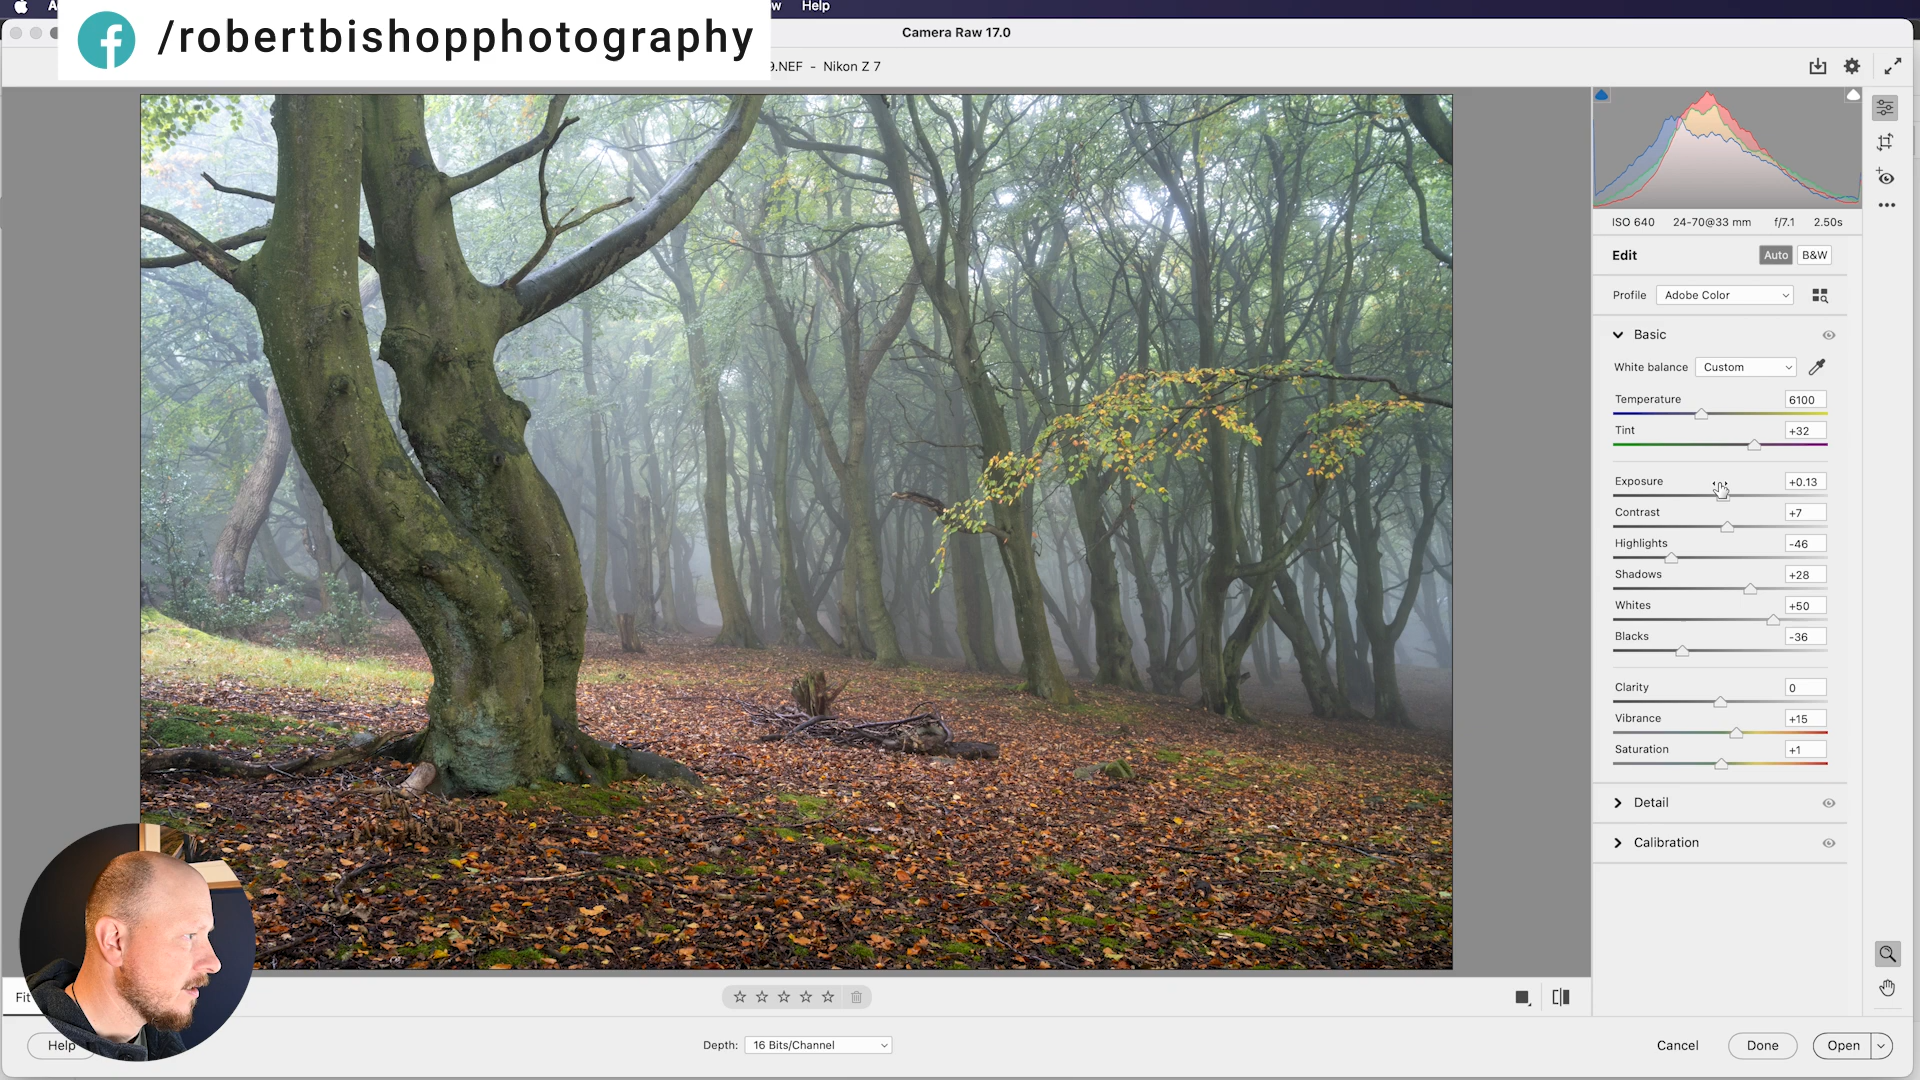 Help
/robertbishopphotography
Camera Raw 17.0
9.NEF - Nikon Z 7
ISO 640 24-70@33 mm f/7.1 2.50s
Edit Auto B&W
Profile Adobe Color
Basic
White balance Custom
Temperature 6100
Tint +32
Exposure +0.13
Contrast +7
Highlights -46
Shadows +28
Whites +50
Blacks -36
Clarity 0
Vibrance +15
Saturation +1
Detail
Calibration
Fit
Help Depth: 16 Bits/Channel Cancel Done Open